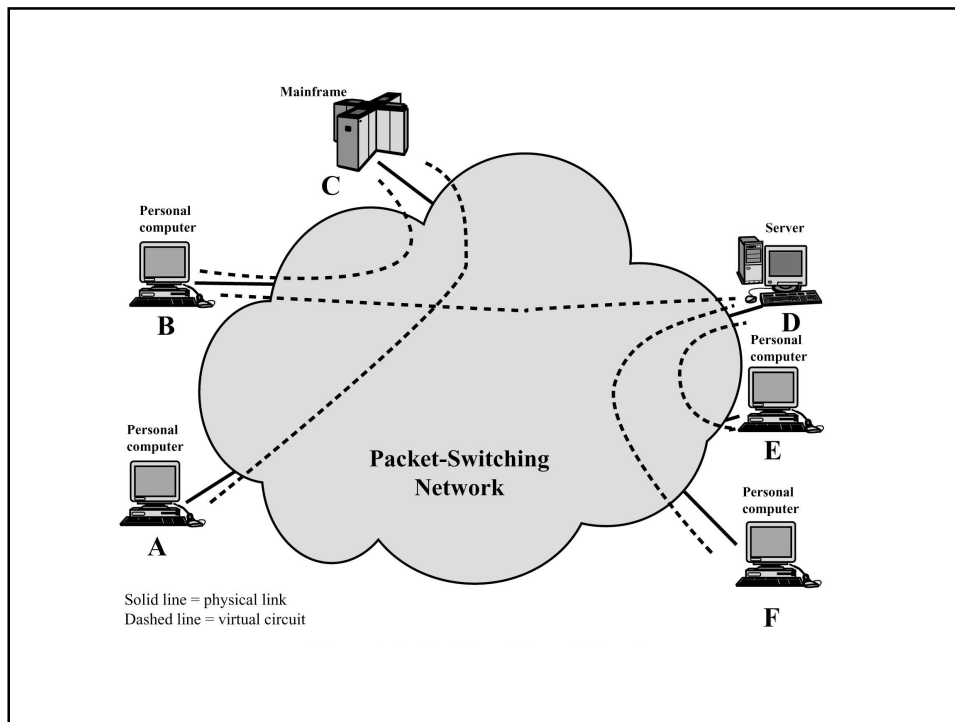 Mainframe
C
Personal
computer
B
Server
D
Personal
computer
E
Personal
computer
A
Packet-Switching
Network
Personal
computer
F
Solid line = physical link
Dashed line = virtual circuit